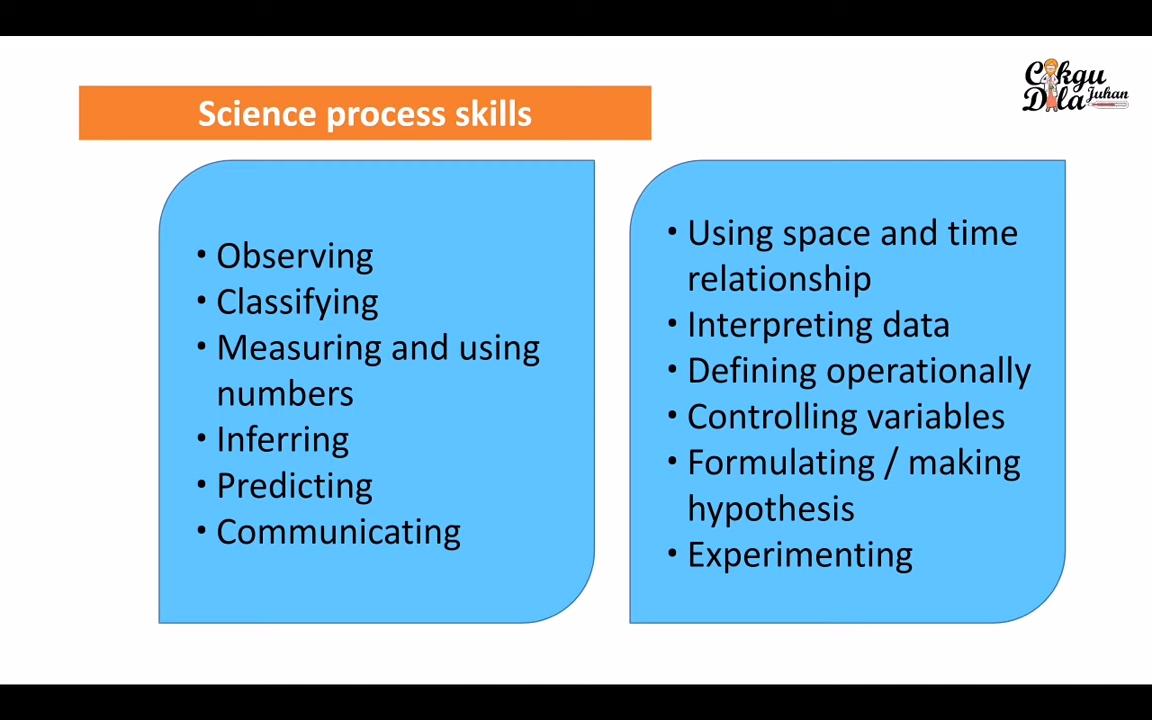 Cikgu
Dila Juhan
Science process skills
• Observing
• Classifying
• Measuring and using
numbers
• Inferring
• Predicting
• Communicating
• Using space and time
relationship
• Interpreting data
• Defining operationally
• Controlling variables
• Formulating / making
hypothesis
• Experimenting